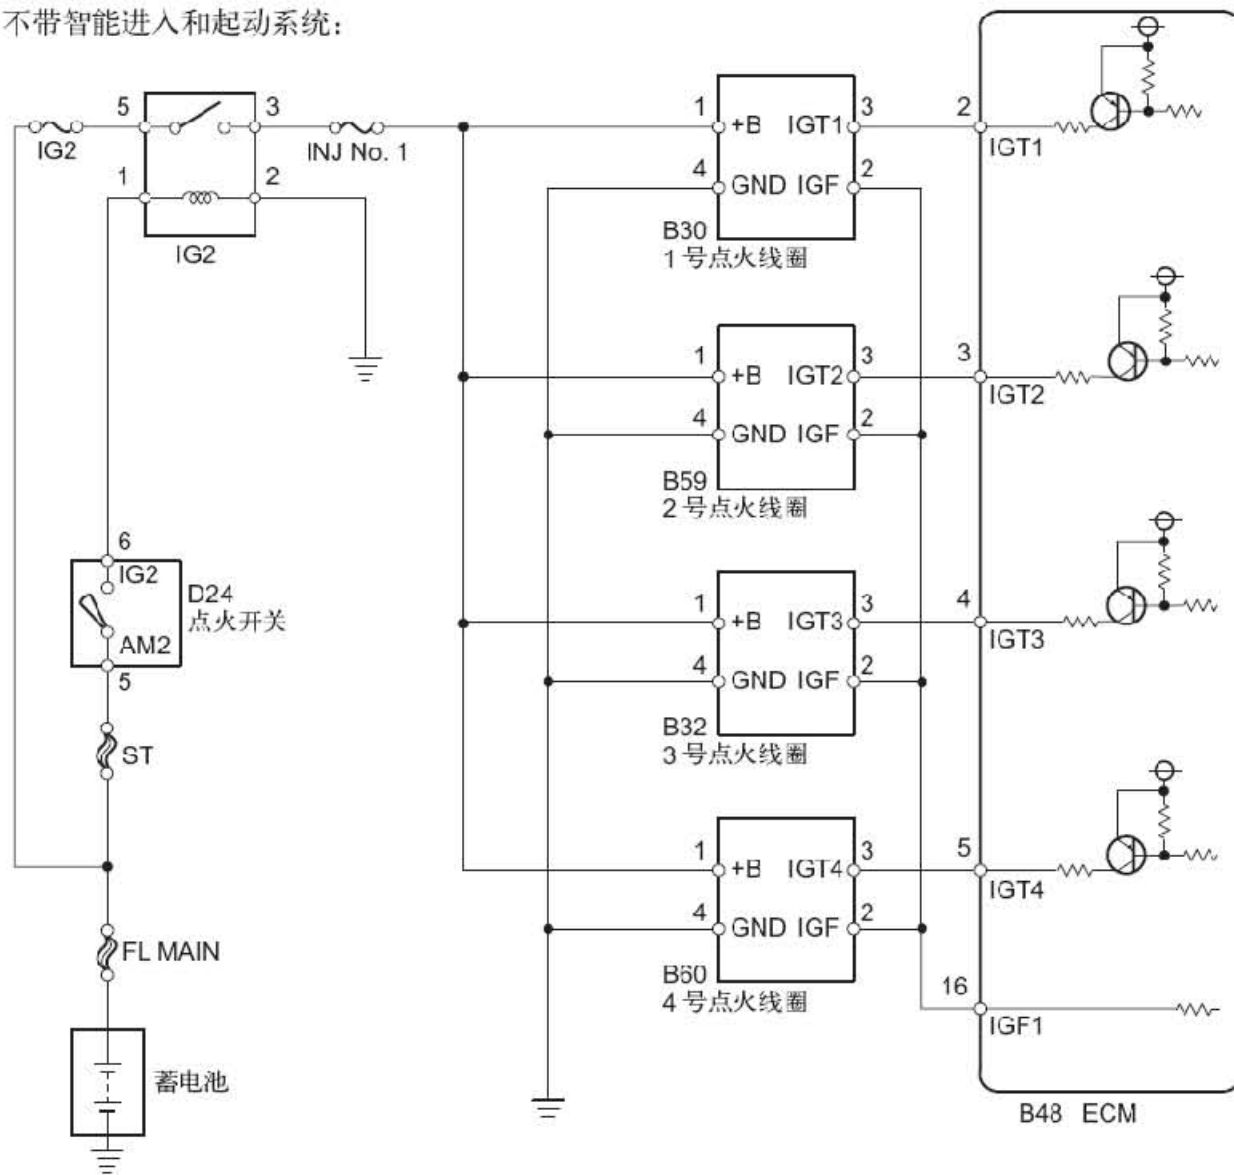 不带智能进入和起动系统：
5
3
IG2
INJ No. 1
1
2
IG2
1
+B
IGT1
3
2
IGT1
4
GND
IGF
2
B30
1号点火线圈
1
+B
IGT2
3
3
IGT2
4
GND
IGF
2
B59
2号点火线圈
6
IG2
D24
点火开关
AM2
5
ST
1
+B
IGT3
3
4
IGT3
4
GND
IGF
2
B32
3号点火线圈
1
+B
IGT4
3
5
IGT4
4
GND
IGF
2
B60
4号点火线圈
16
IGF1
FL MAIN
蓄电池
B48 ECM